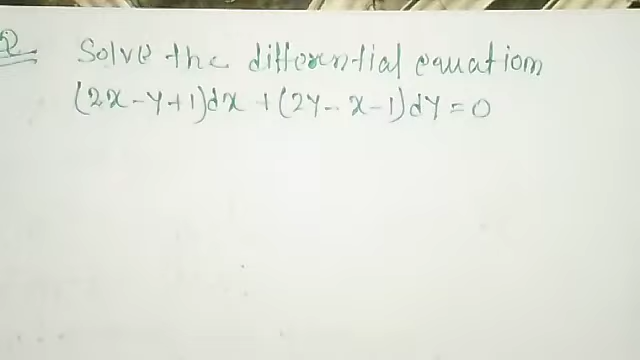 Q. Solve the differential equation
(2x-y+1)dx + (2y-x-1)dy=0